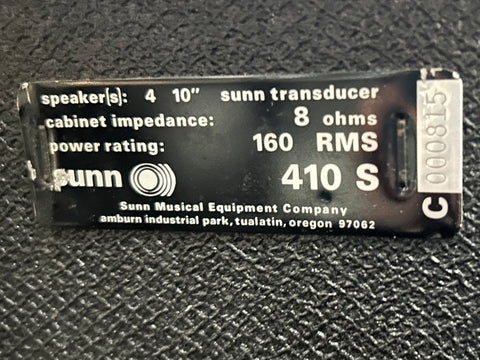 speaker(s): 4 10" sunn transducer
cabinet impedance: 8 ohms
power rating: 160 RMS
sunn 410 S
Sunn Musical Equipment Company
amburn industrial park, tualatin, oregon 97062
C 000815